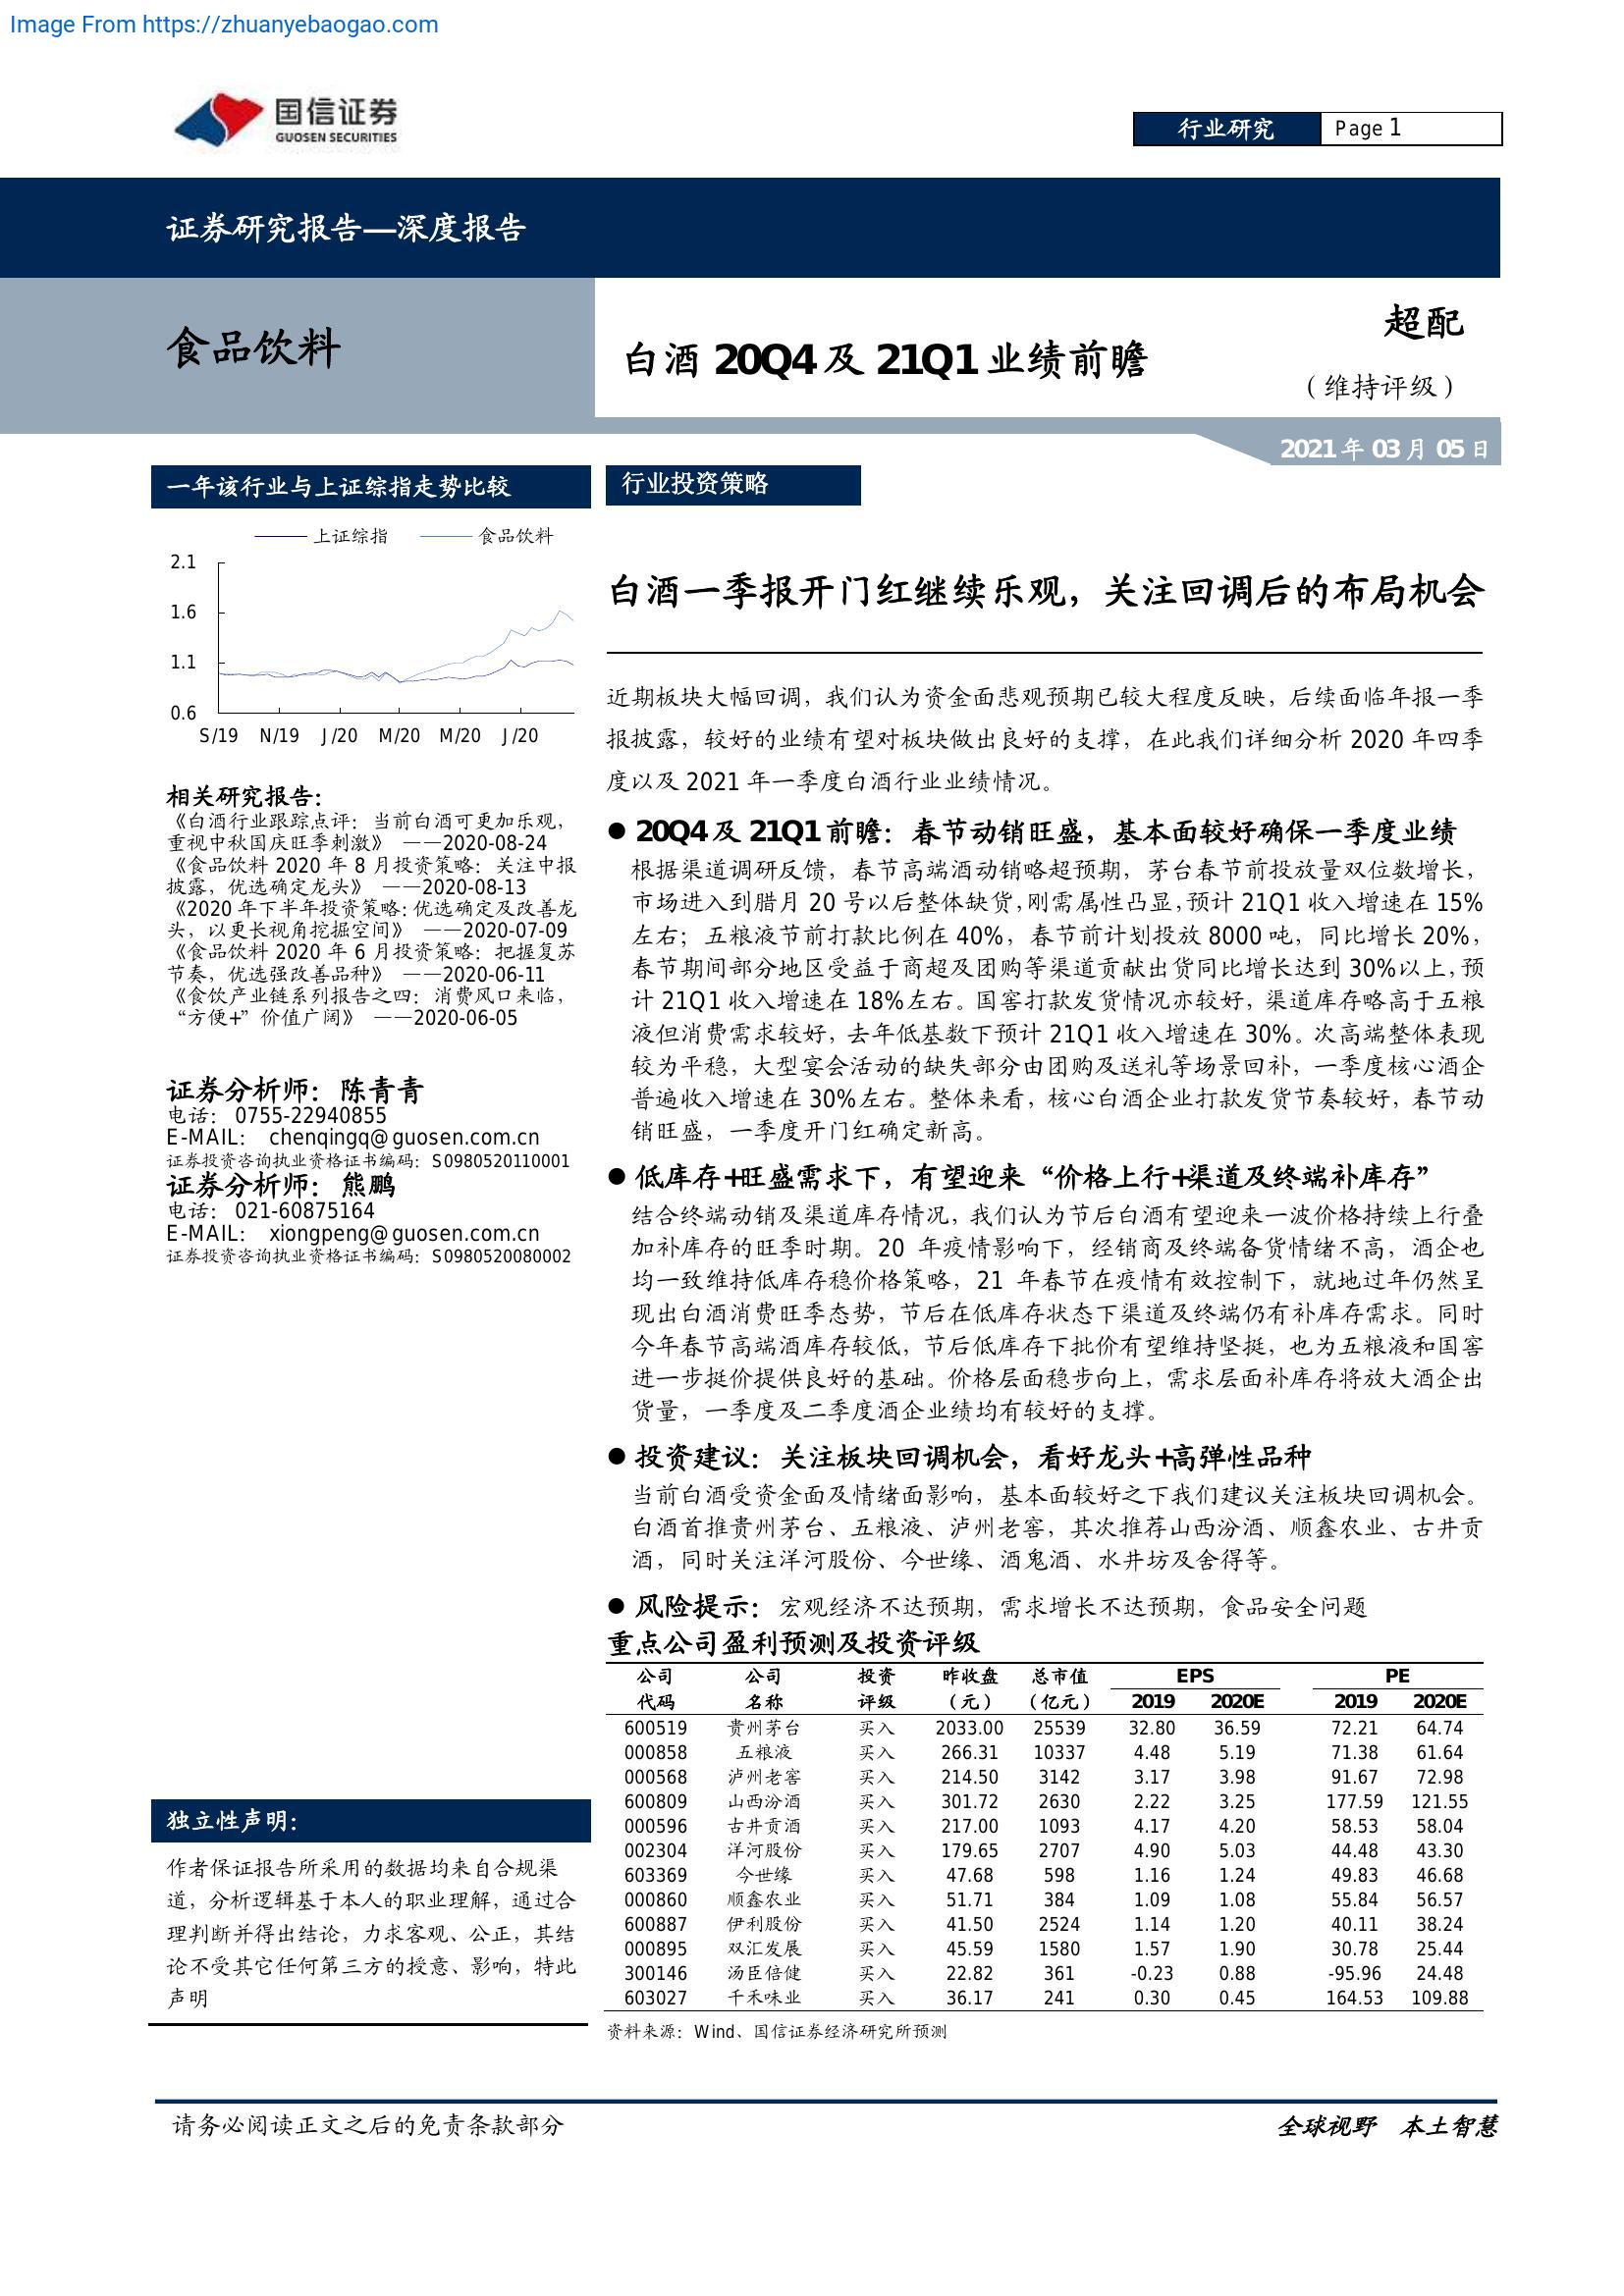 Image From https://zhuanyebaogao.com
国信证券
GUOSEN SECURITIES
行业研究
Page 1
证券研究报告—深度报告
食品饮料
白酒 20Q4 及 21Q1 业绩前瞻
超配
（维持评级）
2021 年 03 月 05 日
一年该行业与上证综指走势比较
上证综指 食品饮料
2.1
1.6
1.1
0.6
S/19 N/19 J/20 M/20 M/20 J/20
相关研究报告：
《白酒行业跟踪点评：当前白酒可更加乐观，
重视中秋国庆旺季刺激》 ——2020-08-24
《食品饮料 2020 年 8 月投资策略：关注中报
披露，优选确定龙头》 ——2020-08-13
《2020 年下半年投资策略：优选确定及改善龙
头，以更长视角挖掘空间》 ——2020-07-09
《食品饮料 2020 年 6 月投资策略：把握复苏
节奏，优选强改善品种》 ——2020-06-11
《食饮产业链系列报告之四：消费风口来临，
“方便+”价值广阔》 ——2020-06-05
证券分析师：陈青青
电话： 0755-22940855
E-MAIL： chenqingq@guosen.com.cn
证券投资咨询执业资格证书编码：S0980520110001
证券分析师：熊鹏
电话： 021-60875164
E-MAIL： xiongpeng@guosen.com.cn
证券投资咨询执业资格证书编码：S0980520080002
独立性声明：
作者保证报告所采用的数据均来自合规渠
道，分析逻辑基于本人的职业理解，通过合
理判断并得出结论，力求客观、公正，其结
论不受其它任何第三方的授意、影响，特此
声明
行业投资策略
白酒一季报开门红继续乐观，关注回调后的布局机会
近期板块大幅回调，我们认为资金面悲观预期已较大程度反映，后续面临年报一季
报披露，较好的业绩有望对板块做出良好的支撑，在此我们详细分析 2020 年四季
度以及 2021 年一季度白酒行业业绩情况。
● 20Q4 及 21Q1 前瞻：春节动销旺盛，基本面较好确保一季度业绩
根据渠道调研反馈，春节高端酒动销略超预期，茅台春节前投放量双位数增长，
市场进入到腊月 20 号以后整体缺货，刚需属性凸显，预计 21Q1 收入增速在 15%
左右；五粮液节前打款比例在 40%，春节前计划投放 8000 吨，同比增长 20%，
春节期间部分地区受益于商超及团购等渠道贡献出货同比增长达到 30%以上，预
计 21Q1 收入增速在 18%左右。国窖打款发货情况亦较好，渠道库存略高于五粮
液但消费需求较好，去年低基数下预计 21Q1 收入增速在 30%。次高端整体表现
较为平稳，大型宴会活动的缺失部分由团购及送礼等场景回补，一季度核心酒企
普遍收入增速在 30%左右。整体来看，核心白酒企业打款发货节奏较好，春节动
销旺盛，一季度开门红确定新高。
● 低库存+旺盛需求下，有望迎来“价格上行+渠道及终端补库存”
结合终端动销及渠道库存情况，我们认为节后白酒有望迎来一波价格持续上行叠
加补库存的旺季时期。20 年疫情影响下，经销商及终端备货情绪不高，酒企也
均一致维持低库存稳价格策略，21 年春节在疫情有效控制下，就地过年仍然呈
现出白酒消费旺季态势，节后在低库存状态下渠道及终端仍有补库存需求。同时
今年春节高端酒库存较低，节后低库存下批价有望维持坚挺，也为五粮液和国窖
进一步挺价提供良好的基础。价格层面稳步向上，需求层面补库存将放大酒企出
货量，一季度及二季度酒企业绩均有较好的支撑。
● 投资建议：关注板块回调机会，看好龙头+高弹性品种
当前白酒受资金面及情绪面影响，基本面较好之下我们建议关注板块回调机会。
白酒首推贵州茅台、五粮液、泸州老窖，其次推荐山西汾酒、顺鑫农业、古井贡
酒，同时关注洋河股份、今世缘、酒鬼酒、水井坊及舍得等。
● 风险提示：宏观经济不达预期，需求增长不达预期，食品安全问题
重点公司盈利预测及投资评级
公司 公司 投资 昨收盘 总市值 EPS PE
代码 名称 评级 （元） （亿元） 2019 2020E 2019 2020E
600519 贵州茅台 买入 2033.00 25539 32.80 36.59 72.21 64.74
000858 五粮液 买入 266.31 10337 4.48 5.19 71.38 61.64
000568 泸州老窖 买入 214.50 3142 3.17 3.98 91.67 72.98
600809 山西汾酒 买入 301.72 2630 2.22 3.25 177.59 121.55
000596 古井贡酒 买入 217.00 1093 4.17 4.20 58.53 58.04
002304 洋河股份 买入 179.65 2707 4.90 5.03 44.48 43.30
603369 今世缘 买入 47.68 598 1.16 1.24 49.83 46.68
000860 顺鑫农业 买入 51.71 384 1.09 1.08 55.84 56.57
600887 伊利股份 买入 41.50 2524 1.14 1.20 40.11 38.24
000895 双汇发展 买入 45.59 1580 1.57 1.90 30.78 25.44
300146 汤臣倍健 买入 22.82 361 -0.23 0.88 -95.96 24.48
603027 千禾味业 买入 36.17 241 0.30 0.45 164.53 109.88
资料来源：Wind、国信证券经济研究所预测
请务必阅读正文之后的免责条款部分
全球视野 本土智慧